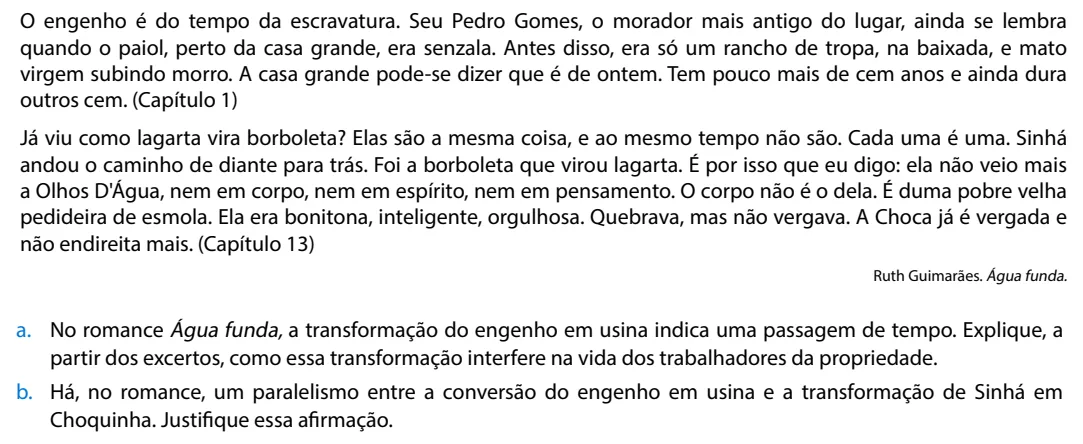 O engenho é do tempo da escravatura. Seu Pedro Gomes, o morador mais antigo do lugar, ainda se lembra
quando o paiol, perto da casa grande, era senzala. Antes disso, era só um rancho de tropa, na baixada, e mato
virgem subindo morro. A casa grande pode-se dizer que é de ontem. Tem pouco mais de cem anos e ainda dura
outros cem. (Capítulo 1)
Já viu como lagarta vira borboleta? Elas são a mesma coisa, e ao mesmo tempo não são. Cada uma é uma. Sinhá
andou o caminho de diante para trás. Foi a borboleta que virou lagarta. É por isso que eu digo: ela não veio mais
a Olhos D'Água, nem em corpo, nem em espírito, nem em pensamento. O corpo não é o dela. É duma pobre velha
pedideira de esmola. Ela era bonitona, inteligente, orgulhosa. Quebrava, mas não vergava. A Choca já é vergada e
não endireita mais. (Capítulo 13)
Ruth Guimarães. Água funda.
a. No romance Água funda, a transformação do engenho em usina indica uma passagem de tempo. Explique, a
partir dos excertos, como essa transformação interfere na vida dos trabalhadores da propriedade.
b. Há, no romance, um paralelismo entre a conversão do engenho em usina e a transformação de Sinhá em
Choquinha. Justifique essa afirmação.